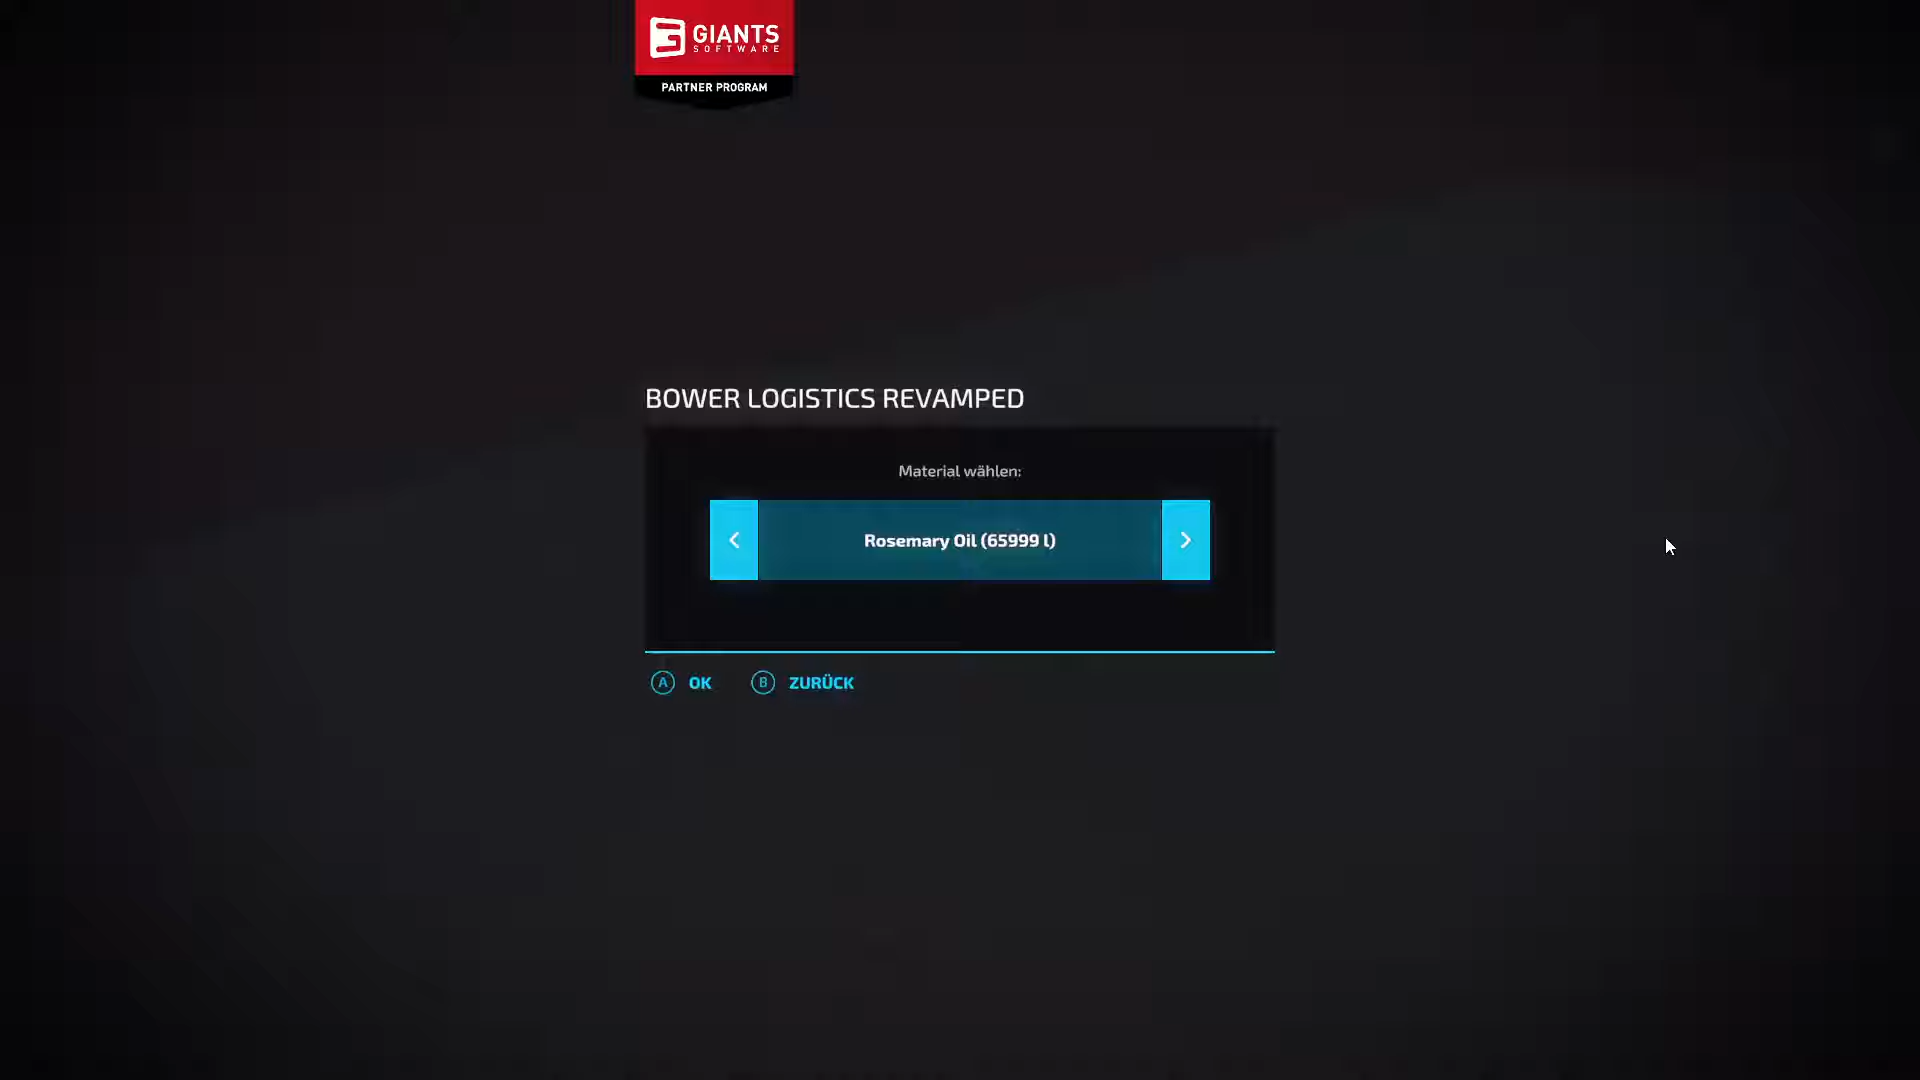 GIANTS
SOFTWARE
PARTNER PROGRAM
BOWER LOGISTICS REVAMPED
Material wählen:
Rosemary Oil (65999 l)
A OK B ZURÜCK